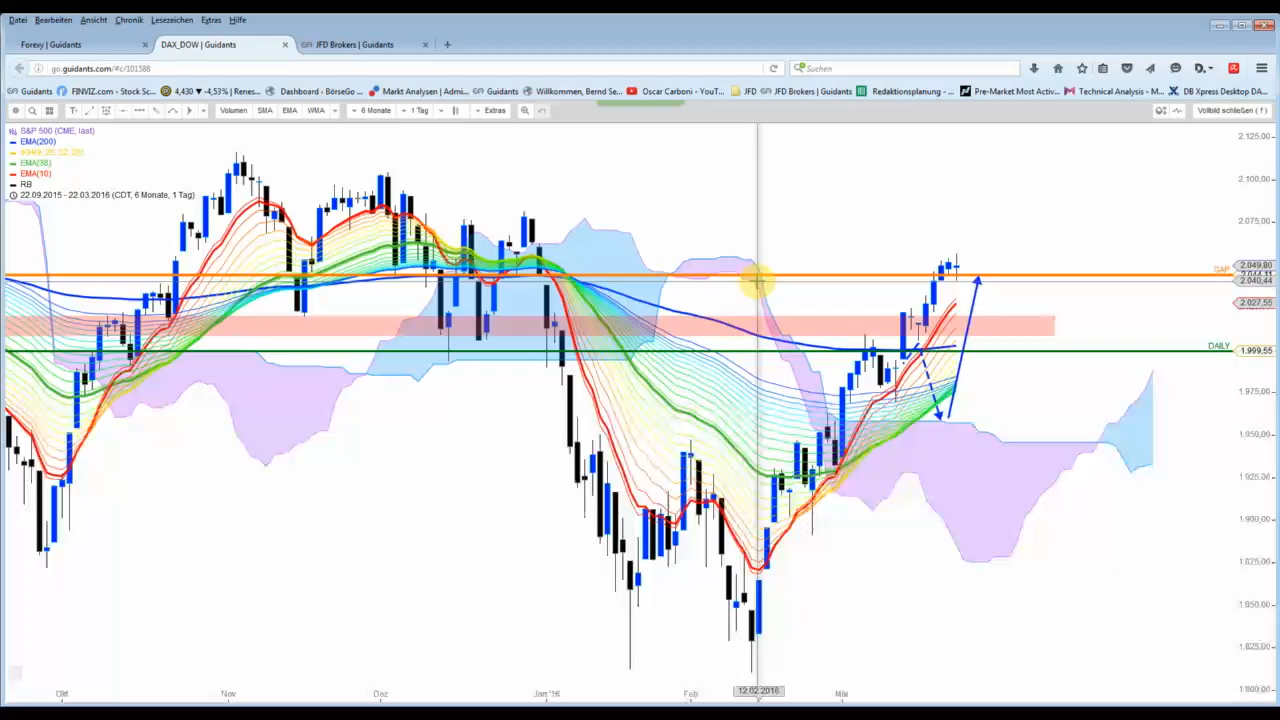 Datei Bearbeiten Ansicht Chronik Lesezeichen Extras Hilfe
Forexy | Guidants DAX_DOW | Guidants JFD Brokers | Guidants
go.guidants.com/#c/101588 Suchen
Guidants FINVIZ.com - Stock Sc... 4,430 ▼ -4,53% | Renes... Dashboard - BörseGo ... Markt Analysen | Admi... Guidants Willkommen, Bernd Se... Oscar Carboni - YouT... JFD JFD Brokers | Guidants Redaktionsplanung - ... Pre-Market Most Activ... Technical Analysis - M... DB Xpress Desktop DA...
Volumen SMA EMA WMA 6 Monate 1 Tag Extras Vollbild schließen ( f )
S&P 500 (CME, last)
EMA(200)
EMA(38)
EMA(10)
RB
22.09.2015 - 22.03.2016 (CDT, 6 Monate, 1 Tag)
2.125,00
2.100,00
2.075,00
GAP
2.049,80
2.040,44
2.027,55
DAILY
1.999,55
1.975,00
1.950,00
1.925,00
1.900,00
1.875,00
1.850,00
1.825,00
1.800,00
Okt Nov Dez Jan '16 Feb 12.02.2016 Mär